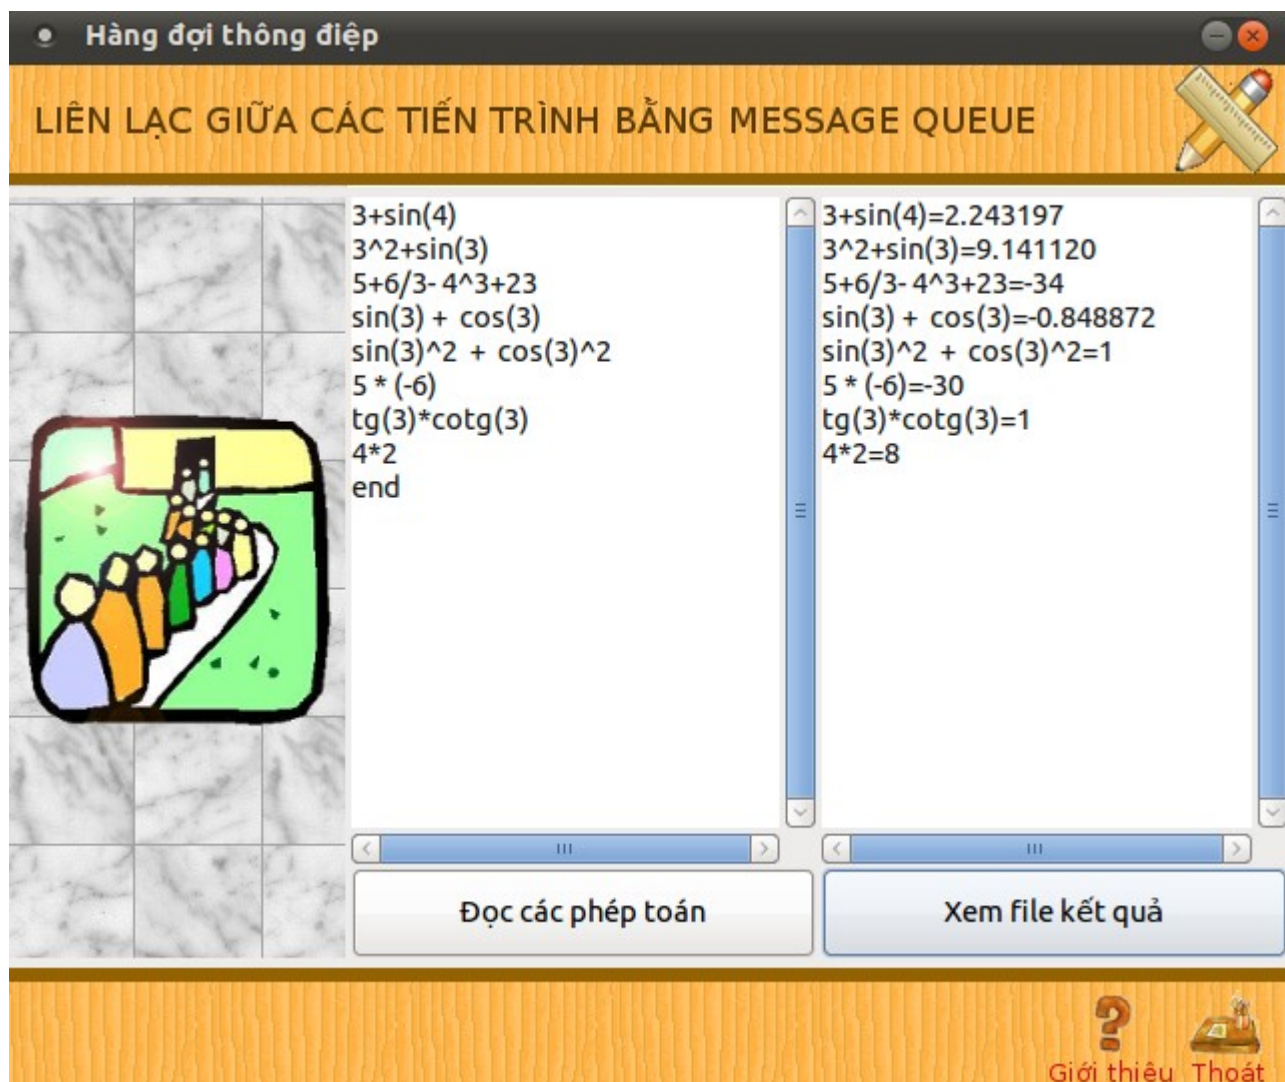 Hàng đợi thông điệp
LIÊN LẠC GIỮA CÁC TIẾN TRÌNH BẰNG MESSAGE QUEUE
3+sin(4)
3^2+sin(3)
5+6/3- 4^3+23
sin(3) + cos(3)
sin(3)^2 + cos(3)^2
5 * (-6)
tg(3)*cotg(3)
4*2
end
3+sin(4)=2.243197
3^2+sin(3)=9.141120
5+6/3- 4^3+23=-34
sin(3) + cos(3)=-0.848872
sin(3)^2 + cos(3)^2=1
5 * (-6)=-30
tg(3)*cotg(3)=1
4*2=8
Đọc các phép toán
Xem file kết quả
Giới thiệu Thoát